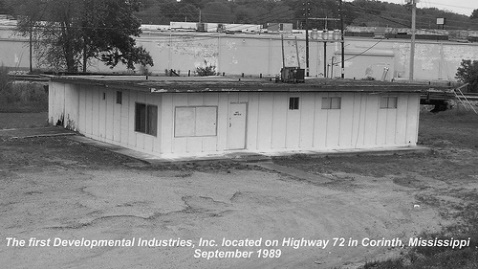 The first Developmental Industries, Inc. located on Highway 72 in Corinth, Mississippi
September 1989